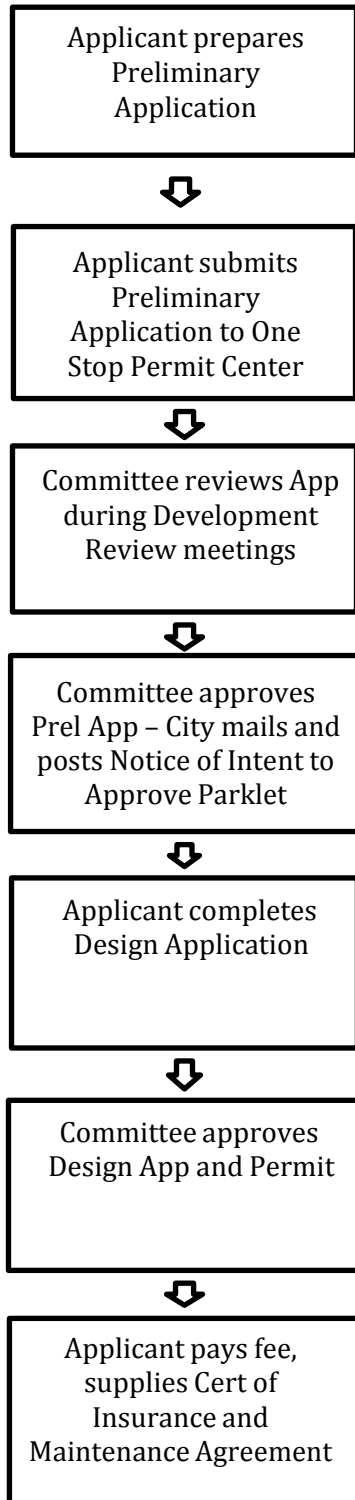 Applicant prepares
Preliminary
Application
Applicant submits
Preliminary
Application to One
Stop Permit Center
Committee reviews App
during Development
Review meetings
Committee approves
Prel App – City mails and
posts Notice of Intent to
Approve Parklet
Applicant completes
Design Application
Committee approves
Design App and Permit
Applicant pays fee,
supplies Cert of
Insurance and
Maintenance Agreement